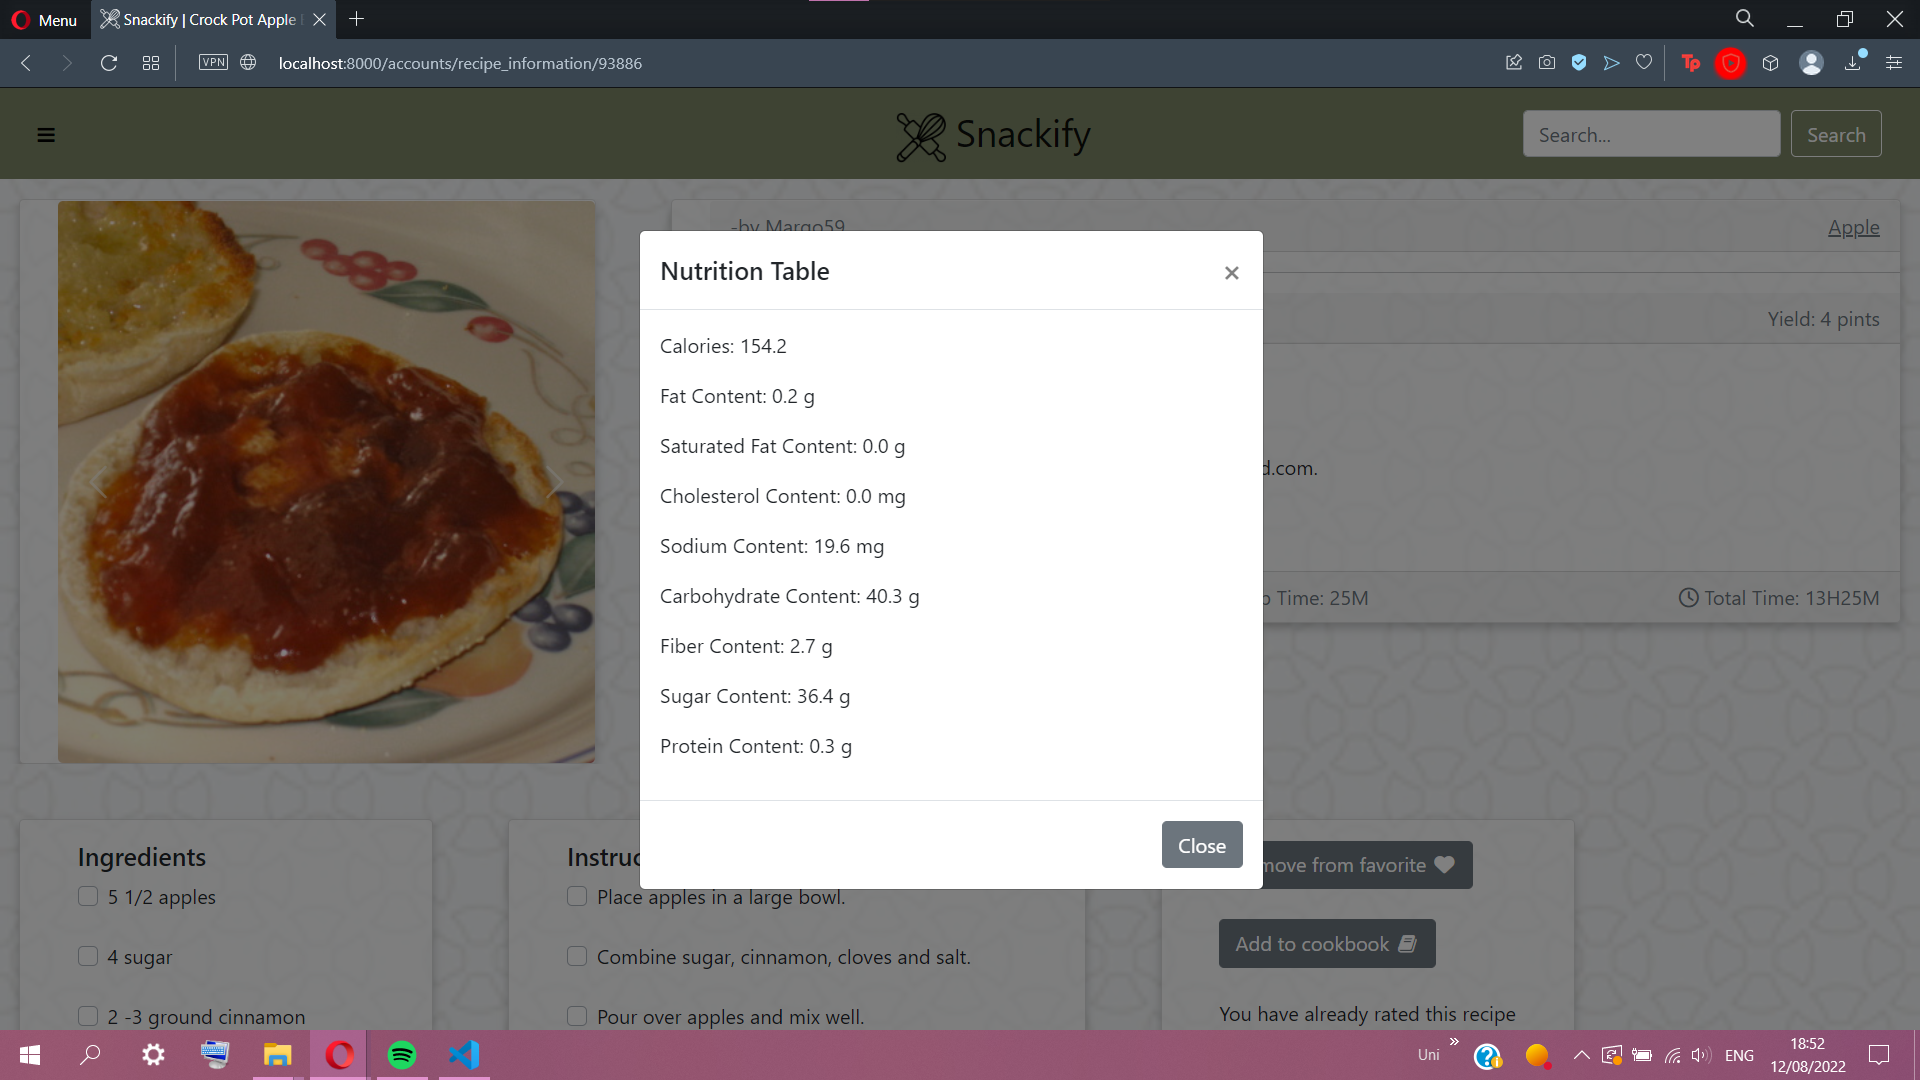 Menu
Snackify | Crock Pot Apple
VPN
localhost:8000/accounts/recipe_information/93886
Tp
Snackify
Search...
Search
-by Margo59
Apple
Yield: 4 pints
d.com.
Time: 25M
Total Time: 13H25M
Nutrition Table
×
Calories: 154.2
Fat Content: 0.2 g
Saturated Fat Content: 0.0 g
Cholesterol Content: 0.0 mg
Sodium Content: 19.6 mg
Carbohydrate Content: 40.3 g
Fiber Content: 2.7 g
Sugar Content: 36.4 g
Protein Content: 0.3 g
Close
Ingredients
5 1/2 apples
4 sugar
2 -3 ground cinnamon
Instruc
Place apples in a large bowl.
Combine sugar, cinnamon, cloves and salt.
Pour over apples and mix well.
move from favorite
Add to cookbook
You have already rated this recipe
Uni
ENG
18:52
12/08/2022